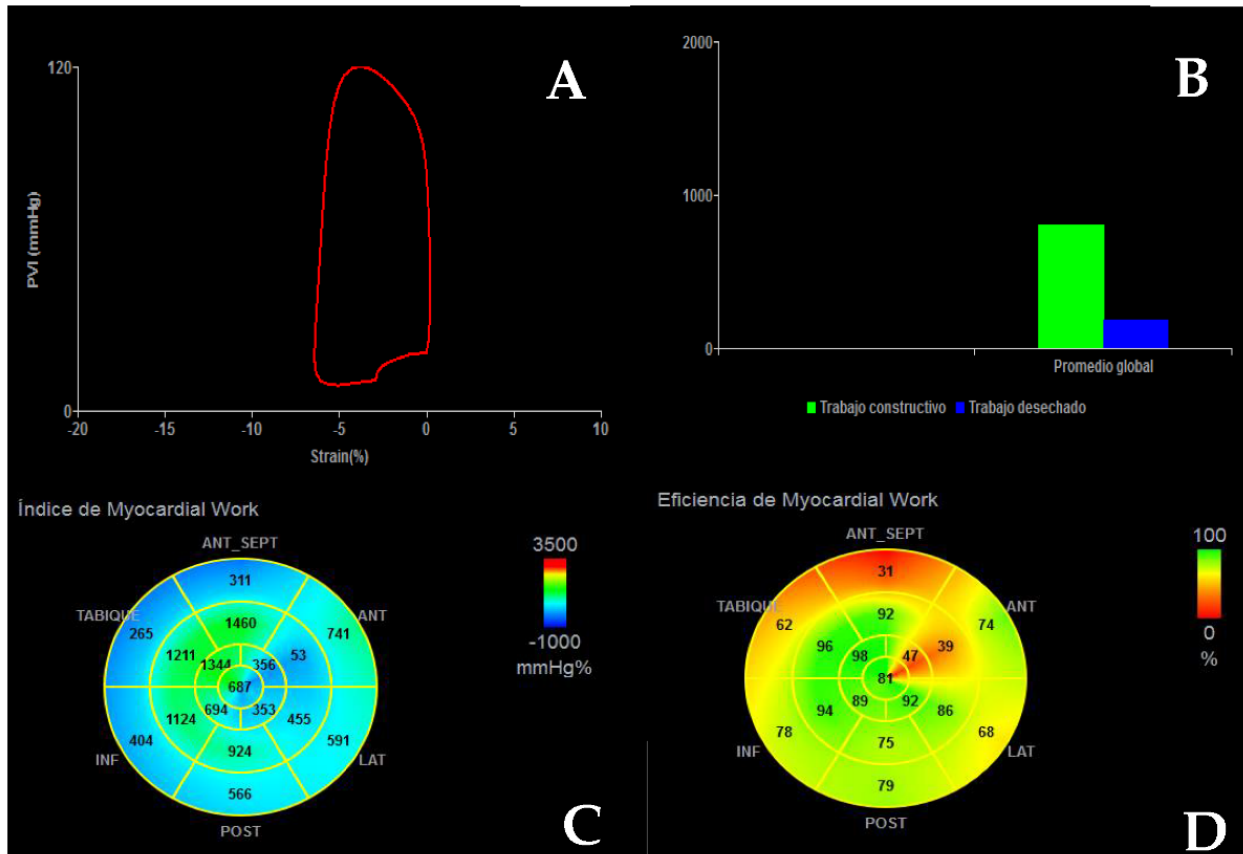 A
120
PVI (mmHg)
0
-20
-15
-10
-5
0
5
10
Strain(%)
B
2000
1000
0
Promedio global
Trabajo constructivo
Trabajo desechado
Índice de Myocardial Work
ANT_SEPT
TABIQUE
ANT
INF
LAT
POST
311
265
741
1460
1211
53
1344
356
687
694
353
1124
455
404
591
924
566
3500
-1000
mmHg%
C
Eficiencia de Myocardial Work
ANT_SEPT
TABIQUE
ANT
INF
LAT
POST
31
62
74
92
96
39
98
47
81
89
92
94
86
78
68
75
79
100
0
%
D